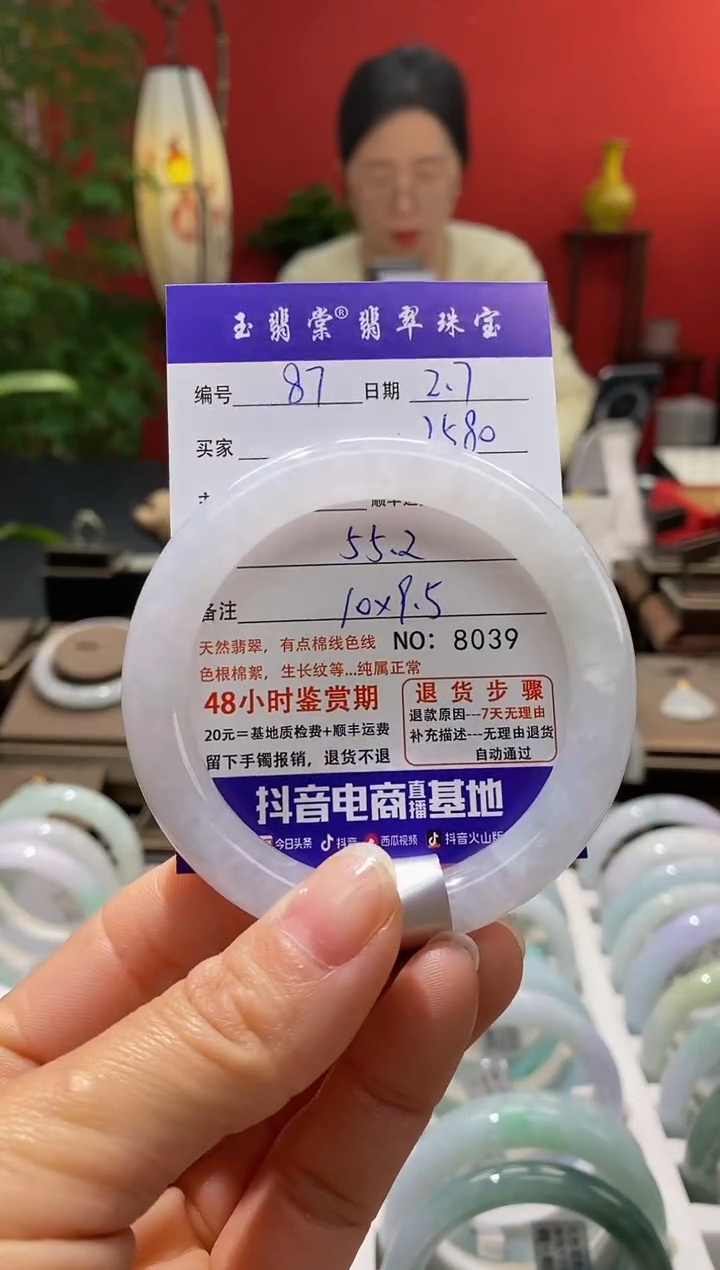 玉翡棠®翡翠珠宝
编号 87 日期 2.7
买家 1580
55.2
备注 10×9.5
天然翡翠，有点棉线色线 NO：8039
色根棉絮，生长纹等...纯属正常
48小时鉴赏期
20元＝基地质检费+顺丰运费
留下手镯报销，退货不退
退货步骤
退款原因---7天无理由
补充描述---无理由退货
自动通过
抖音电商直播基地
今日头条 抖音 西瓜视频 抖音火山版